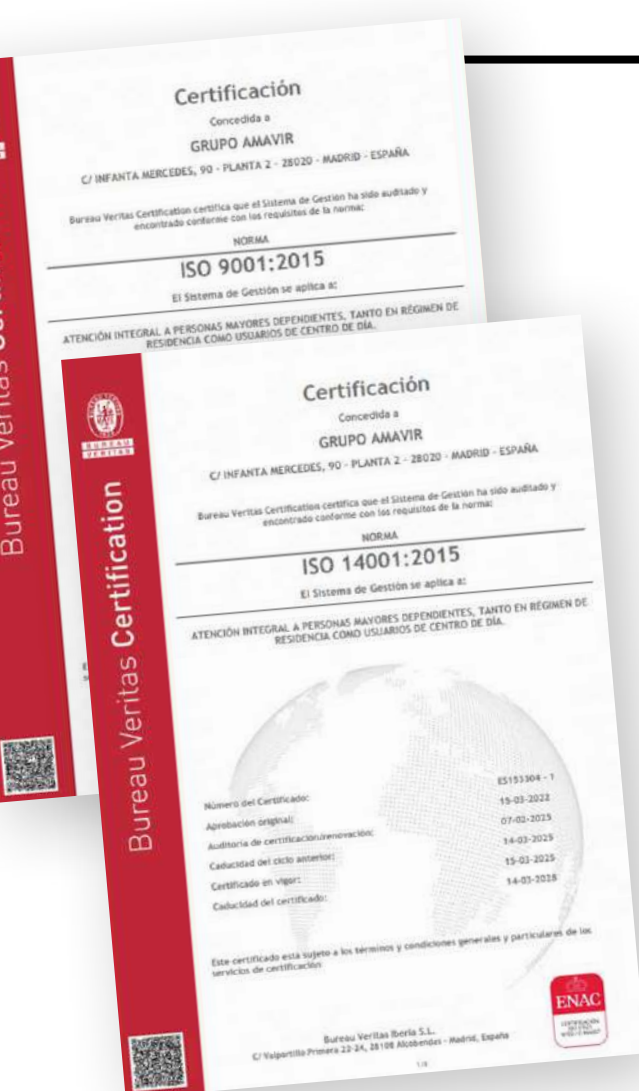 Certificación
Concedida a
GRUPO AMAVIR
C/ INFANTA MERCEDES, 90 - PLANTA 2 - 28020 - MADRID - ESPAÑA
Bureau Veritas Certification certifica que el Sistema de Gestión ha sido auditado y
encontrado conforme con los requisitos de la norma:
NORMA
ISO 9001:2015
El Sistema de Gestión se aplica a:
ATENCIÓN INTEGRAL A PERSONAS MAYORES DEPENDIENTES, TANTO EN RÉGIMEN DE
RESIDENCIA COMO USUARIOS DE CENTRO DE DÍA.
Bureau Veritas
BUREAU
VERITAS
Bureau Veritas Certification
Certificación
Concedida a
GRUPO AMAVIR
C/ INFANTA MERCEDES, 90 - PLANTA 2 - 28020 - MADRID - ESPAÑA
Bureau Veritas Certification certifica que el Sistema de Gestión ha sido auditado y
encontrado conforme con los requisitos de la norma:
NORMA
ISO 14001:2015
El Sistema de Gestión se aplica a:
ATENCIÓN INTEGRAL A PERSONAS MAYORES DEPENDIENTES, TANTO EN RÉGIMEN DE
RESIDENCIA COMO USUARIOS DE CENTRO DE DÍA.
Número del Certificado: ES153304 - 1
Aprobación original: 15-03-2022
Auditoría de certificación/renovación: 07-02-2025
Caducidad del ciclo anterior: 14-03-2025
Certificado en vigor: 15-03-2025
Caducidad del certificado: 14-03-2028
Este certificado está sujeto a los términos y condiciones generales y particulares de los
servicios de certificación
Bureau Veritas Iberia S.L.
C/ Valportillo Primera 22-24, 28108 Alcobendas - Madrid, España
ENAC
CERTIFICACIÓN